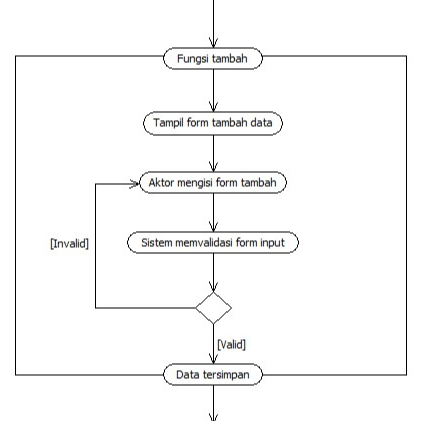 Fungsi tambah
Tampil form tambah data
Aktor mengisi form tambah
Sistem memvalidasi form input
[Invalid]
[Valid]
Data tersimpan